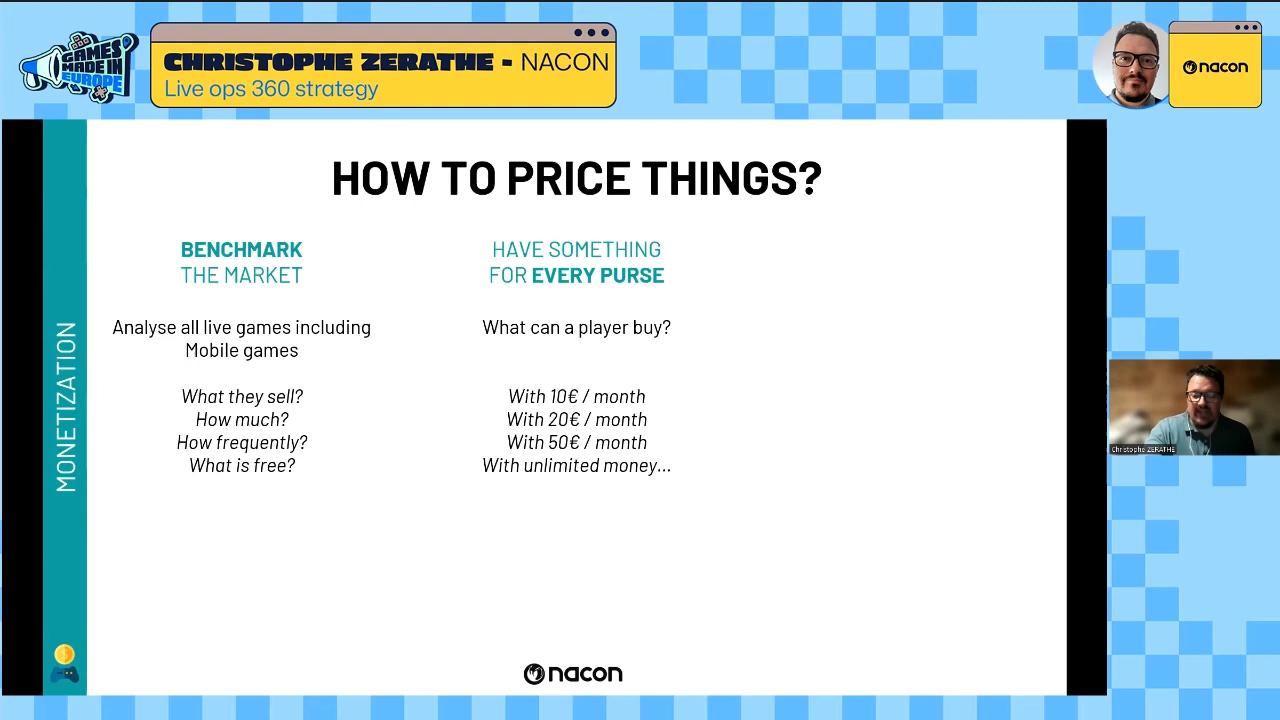 GAMES
MADE IN
EUROPE
CHRISTOPHE ZERATHE - NACON
Live ops 360 strategy
nacon
HOW TO PRICE THINGS?
BENCHMARK
THE MARKET
Analyse all live games including
Mobile games
What they sell?
How much?
How frequently?
What is free?
HAVE SOMETHING
FOR EVERY PURSE
What can a player buy?
With 10€ / month
With 20€ / month
With 50€ / month
With unlimited money...
MONETIZATION
Christophe ZERATHE
nacon